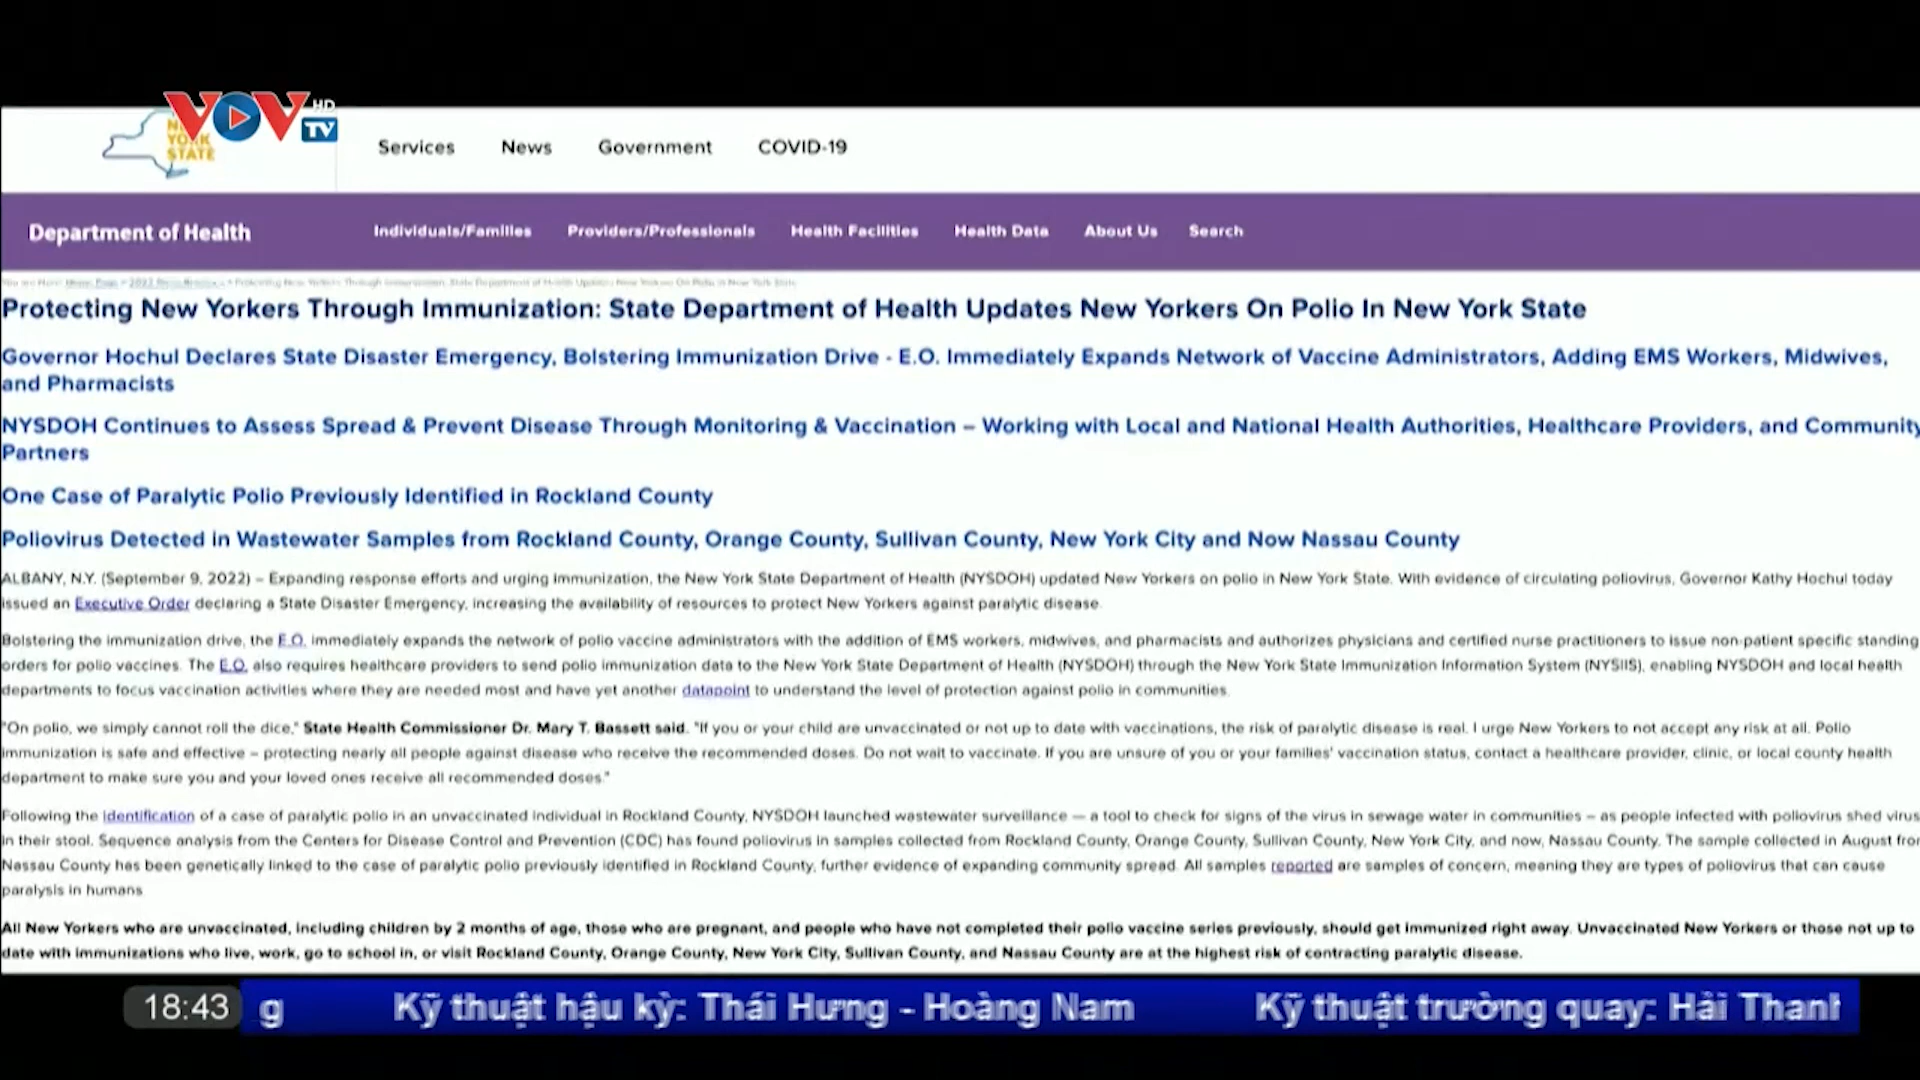 VOV TV HD
NEW YORK STATE
Services News Government COVID-19
Department of Health Individuals/Families Providers/Professionals Health Facilities Health Data About Us Search
Protecting New Yorkers Through Immunization: State Department of Health Updates New Yorkers On Polio In New York State
Governor Hochul Declares State Disaster Emergency, Bolstering Immunization Drive - E.O. Immediately Expands Network of Vaccine Administrators, Adding EMS Workers, Midwives,
and Pharmacists
NYSDOH Continues to Assess Spread & Prevent Disease Through Monitoring & Vaccination – Working with Local and National Health Authorities, Healthcare Providers, and Community
Partners
One Case of Paralytic Polio Previously Identified in Rockland County
Poliovirus Detected in Wastewater Samples from Rockland County, Orange County, Sullivan County, New York City and Now Nassau County
ALBANY, N.Y. (September 9, 2022) – Expanding response efforts and urging immunization, the New York State Department of Health (NYSDOH) updated New Yorkers on polio in New York State. With evidence of circulating poliovirus, Governor Kathy Hochul today
issued an Executive Order declaring a State Disaster Emergency, increasing the availability of resources to protect New Yorkers against paralytic disease.
Bolstering the immunization drive, the E.O. immediately expands the network of polio vaccine administrators with the addition of EMS workers, midwives, and pharmacists and authorizes physicians and certified nurse practitioners to issue non-patient specific standing
orders for polio vaccines. The E.O. also requires healthcare providers to send polio immunization data to the New York State Department of Health (NYSDOH) through the New York State Immunization Information System (NYSIIS), enabling NYSDOH and local health
departments to focus vaccination activities where they are needed most and have yet another datapoint to understand the level of protection against polio in communities.
"On polio, we simply cannot roll the dice," State Health Commissioner Dr. Mary T. Bassett said. "If you or your child are unvaccinated or not up to date with vaccinations, the risk of paralytic disease is real. I urge New Yorkers to not accept any risk at all. Polio
immunization is safe and effective – protecting nearly all people against disease who receive the recommended doses. Do not wait to vaccinate. If you are unsure of you or your families' vaccination status, contact a healthcare provider, clinic, or local county health
department to make sure you and your loved ones receive all recommended doses."
Following the identification of a case of paralytic polio in an unvaccinated individual in Rockland County, NYSDOH launched wastewater surveillance — a tool to check for signs of the virus in sewage water in communities – as people infected with poliovirus shed virus
in their stool. Sequence analysis from the Centers for Disease Control and Prevention (CDC) has found poliovirus in samples collected from Rockland County, Orange County, Sullivan County, New York City, and now, Nassau County. The sample collected in August from
Nassau County has been genetically linked to the case of paralytic polio previously identified in Rockland County, further evidence of expanding community spread. All samples reported are samples of concern, meaning they are types of poliovirus that can cause
paralysis in humans
All New Yorkers who are unvaccinated, including children by 2 months of age, those who are pregnant, and people who have not completed their polio vaccine series previously, should get immunized right away. Unvaccinated New Yorkers or those not up to
date with immunizations who live, work, go to school in, or visit Rockland County, Orange County, New York City, Sullivan County, and Nassau County are at the highest risk of contracting paralytic disease.
18:43 g Kỹ thuật hậu kỳ: Thái Hưng - Hoàng Nam Kỹ thuật trường quay: Hải Thanh